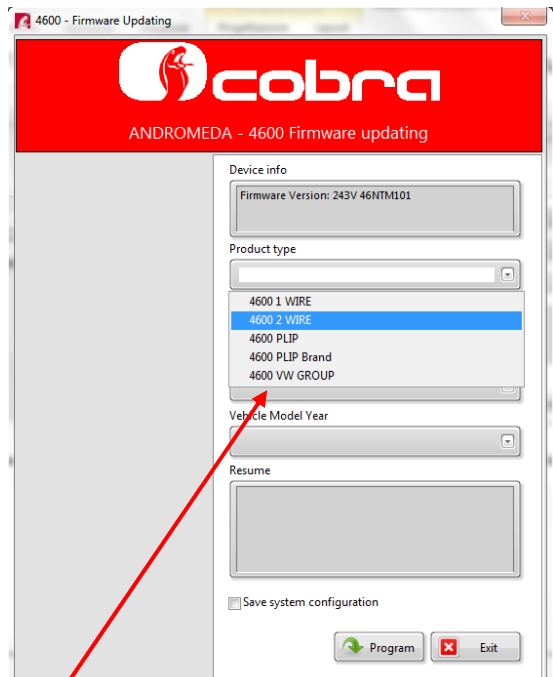 4600 - Firmware Updating
cobra
ANDROMEDA - 4600 Firmware updating
Device info
Firmware Version: 243V 46NTM101
Product type
4600 1 WIRE
4600 2 WIRE
4600 PLIP
4600 PLIP Brand
4600 VW GROUP
Vehicle Model Year
Resume
Save system configuration
Program
Exit